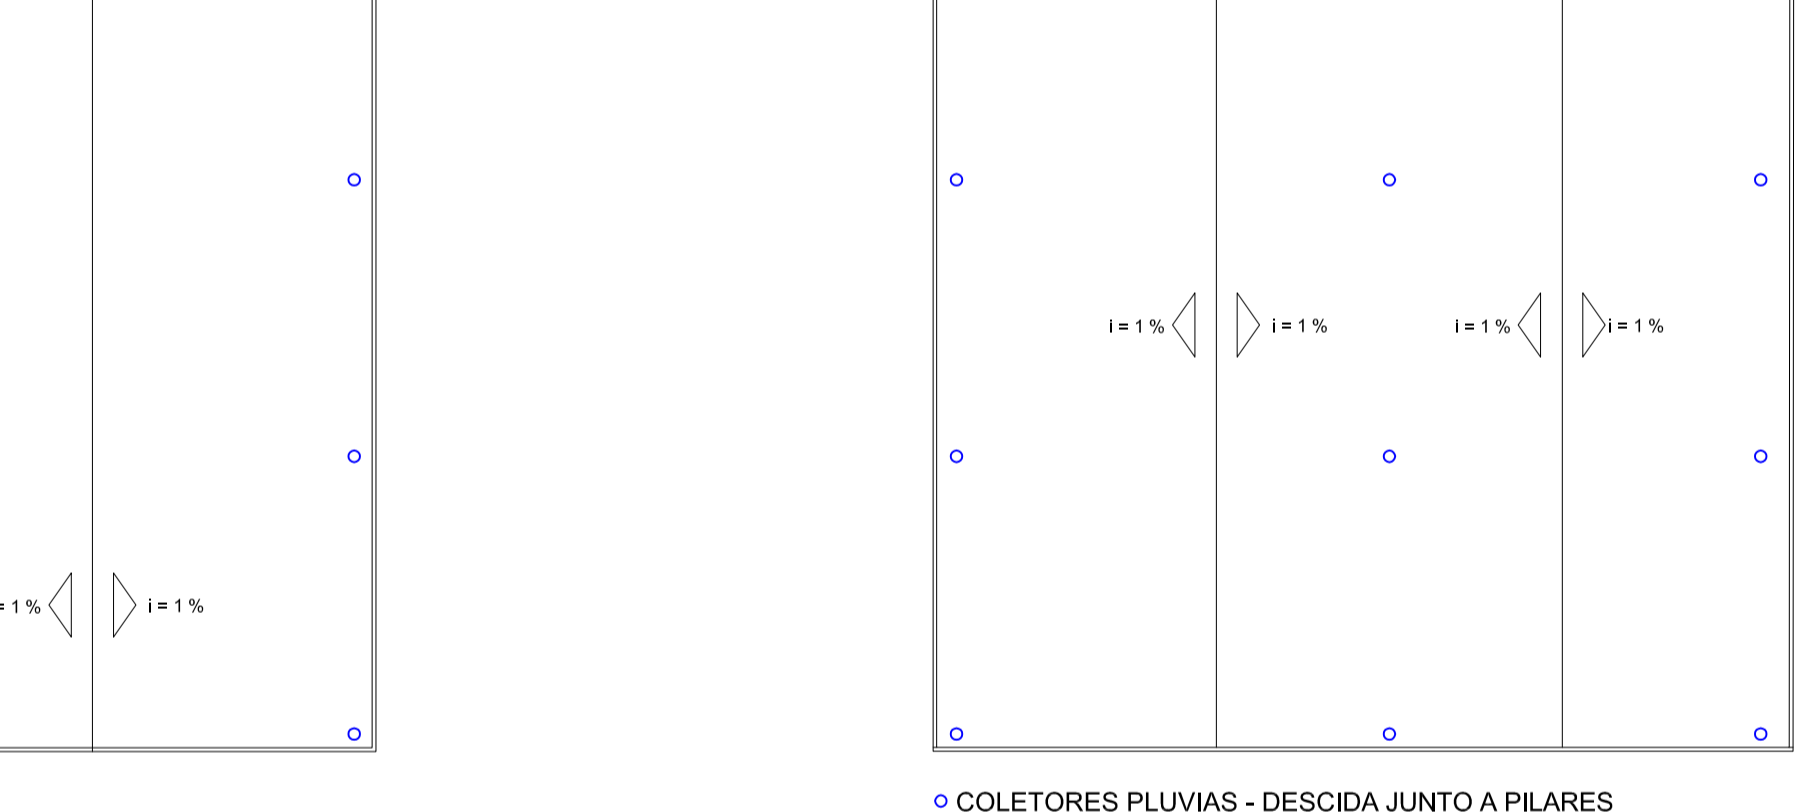 i = 1 %
i = 1 %
i = 1 %
i = 1 %
= 1 %
i = 1 %
COLETORES PLUVIAS - DESCIDA JUNTO A PILARES